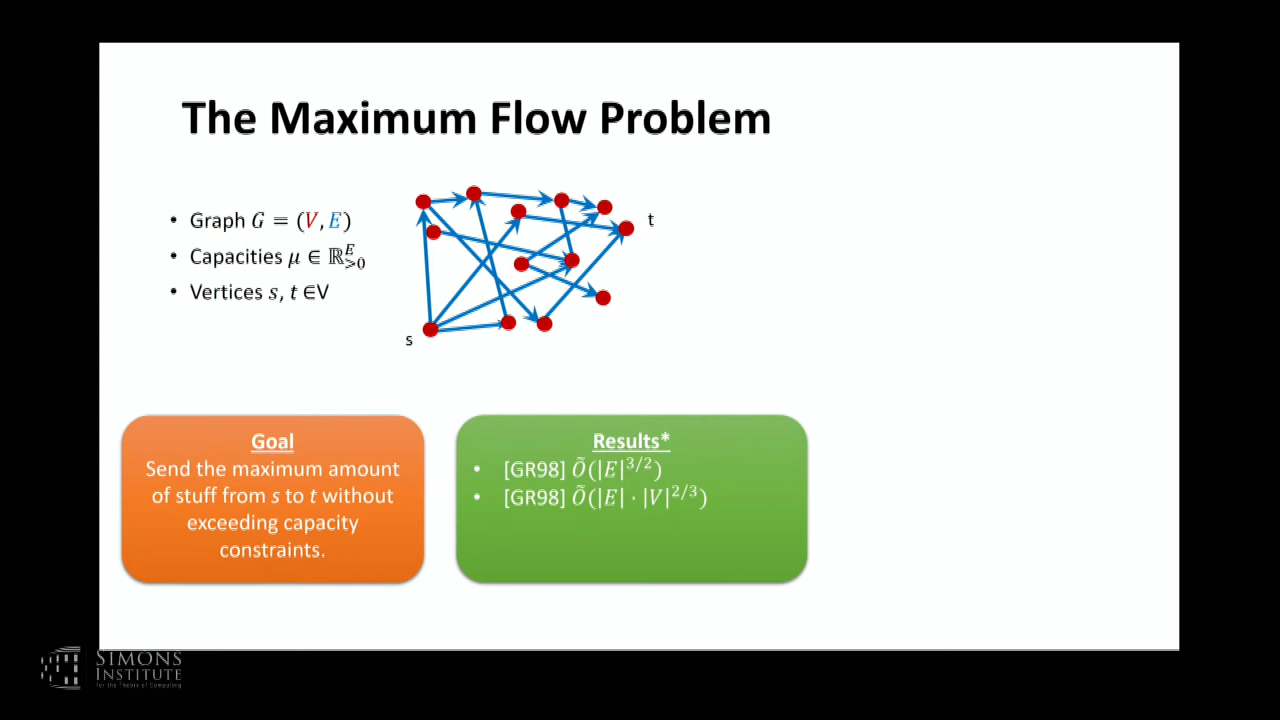 The Maximum Flow Problem
• Graph G = (V, E)
• Capacities μ ∈ ℝ^E_{>0}
• Vertices s, t ∈V
t
s
Goal
Send the maximum amount
of stuff from s to t without
exceeding capacity
constraints.
Results*
• [GR98] Õ(|E|^{3/2})
• [GR98] Õ(|E| · |V|^{2/3})
SIMONS
INSTITUTE
for the Theory of Computing